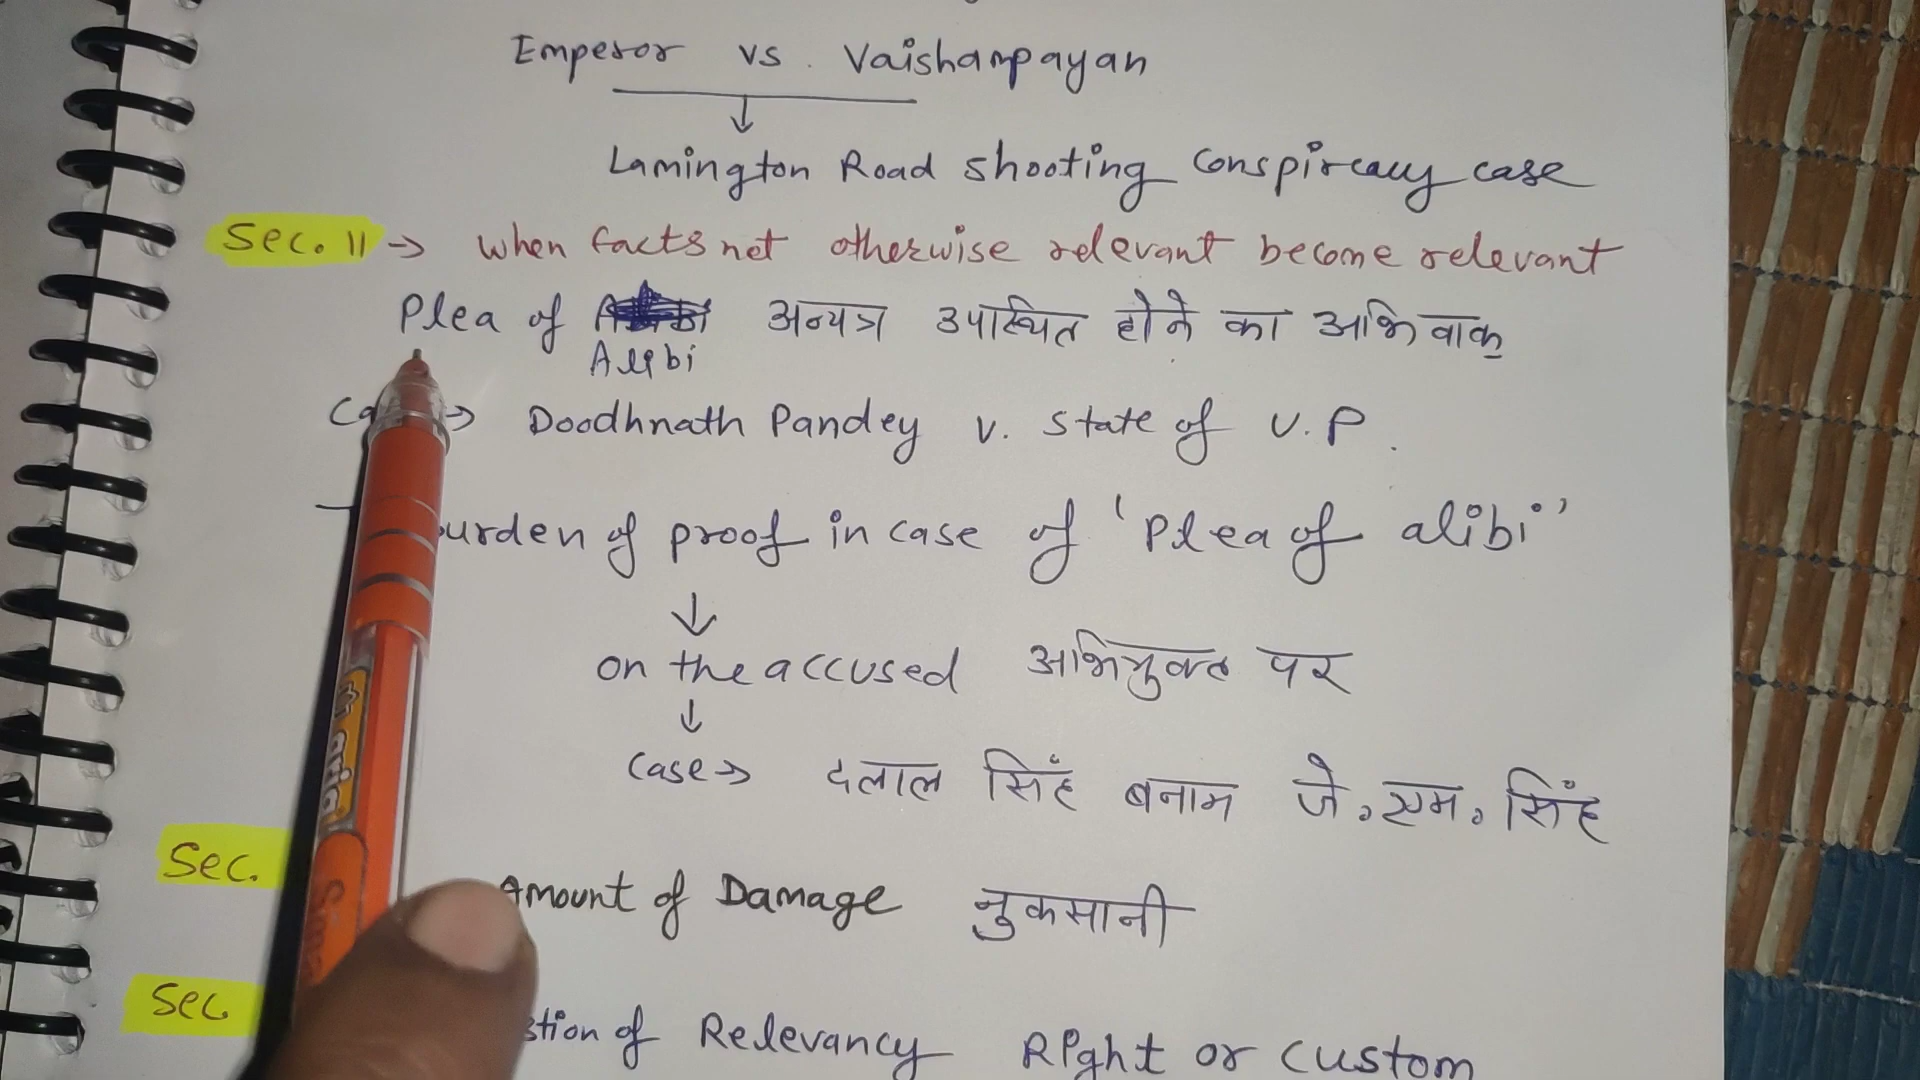 Emperor vs. Vaishampayan
↓
Lamington Road shooting Conspircauy case
Sec. 11 → when facts not otherwise relevant become relevant
Plea of अन्यत्र उपस्थित होने का अभिवाक्
Alibi
→ Doodhnath Pandey v. State of U.P.
of proof in case of 'Plea of alibi'
↓
on the accused अभियुक्त पर
↓
Case → दलाल सिंह बनाम जे. एम. सिंह
Sec. Amount of Damage नुकसानी
Sec of Relevancy Right or custom